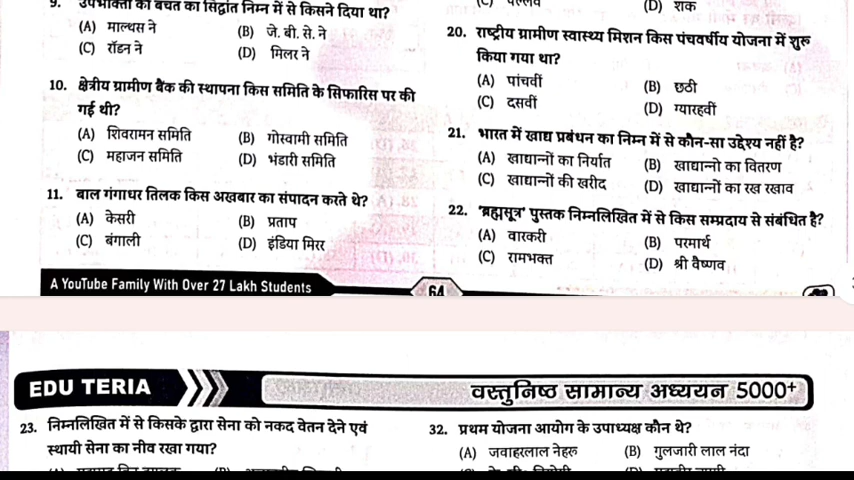 9. उपभोक्ता की बचत का सिद्धांत निम्न में से किसने दिया था?
(A) माल्थस ने (B) जे. बी. से. ने
(C) रॉबन ने (D) मिलर ने
10. क्षेत्रीय ग्रामीण बैंक की स्थापना किस समिति के सिफारिस पर की
गई थी?
(A) शिवरामन समिति (B) गोस्वामी समिति
(C) महाजन समिति (D) भंडारी समिति
11. बाल गंगाधर तिलक किस अखबार का संपादन करते थे?
(A) केसरी (B) प्रताप
(C) बंगाली (D) इंडिया मिरर
(C) पल्लव (D) शक
20. राष्ट्रीय ग्रामीण स्वास्थ्य मिशन किस पंचवर्षीय योजना में शुरू
किया गया था?
(A) पांचवीं (B) छठी
(C) दसवीं (D) ग्यारहवीं
21. भारत में खाद्य प्रबंधन का निम्न में से कौन-सा उद्देश्य नहीं है?
(A) खाद्यान्नों का निर्यात (B) खाद्यान्नो का वितरण
(C) खाद्यान्नों की खरीद (D) खाद्यान्नों का रख रखाव
22. 'ब्रह्मसूत्र' पुस्तक निम्नलिखित में से किस सम्प्रदाय से संबंधित है?
(A) वारकरी (B) परमार्थ
(C) रामभक्त (D) श्री वैष्णव
A YouTube Family With Over 27 Lakh Students
64
EDU TERIA
वस्तुनिष्ठ सामान्य अध्ययन 5000+
23. निम्नलिखित में से किसके द्वारा सेना को नकद वेतन देने एवं
स्थायी सेना का नीव रखा गया?
32. प्रथम योजना आयोग के उपाध्यक्ष कौन थे?
(A) जवाहरलाल नेहरू (B) गुलजारी लाल नंदा